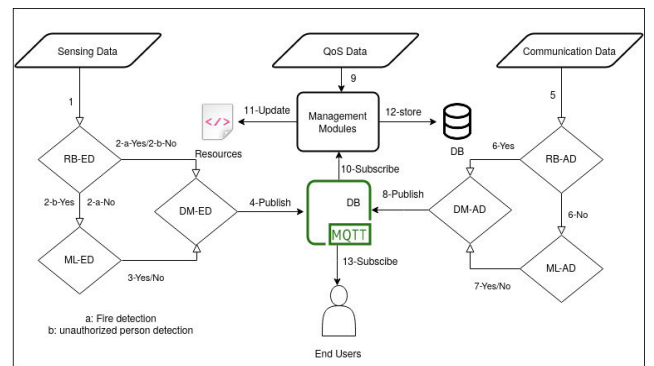 Sensing Data
QoS Data
Communication Data
1
9
5
11-Update
12-store
Management
Modules
</>
Resources
DB
2-a-Yes/2-b-No
6-Yes
RB-ED
RB-AD
10-Subscribe
2-b-Yes
2-a-No
DM-ED
4-Publish
DB
MQTT
8-Publish
DM-AD
6-No
ML-ED
3-Yes/No
13-Subscibe
7-Yes/No
ML-AD
a: Fire detection
b: unauthorized person detection
End Users